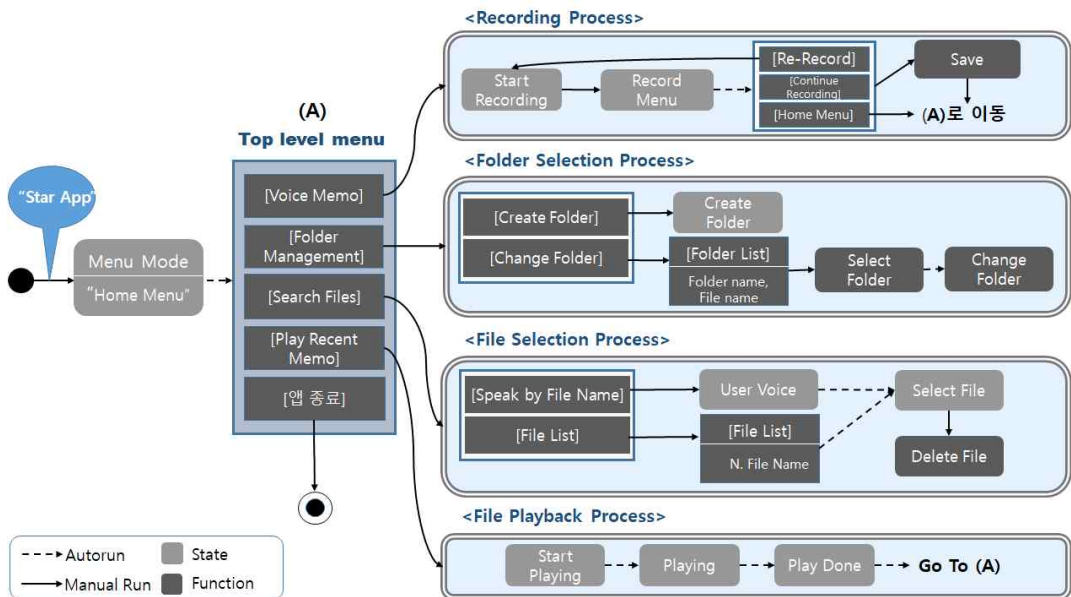 <Recording Process>
Start
Recording
Record
Menu
[Re-Record]
[Continue
Recording]
[Home Menu]
Save
(A)로 이동
(A)
Top level menu
"Star App"
Menu Mode
"Home Menu"
[Voice Memo]
[Folder
Management]
[Search Files]
[Play Recent
Memo]
[앱 종료]
<Folder Selection Process>
[Create Folder]
[Change Folder]
Create
Folder
[Folder List]
Folder name,
File name
Select
Folder
Change
Folder
<File Selection Process>
[Speak by File Name]
[File List]
User Voice
[File List]
N. File Name
Select File
Delete File
<File Playback Process>
Start
Playing
Playing
Play Done
Go To (A)
Autorun
State
Manual Run
Function